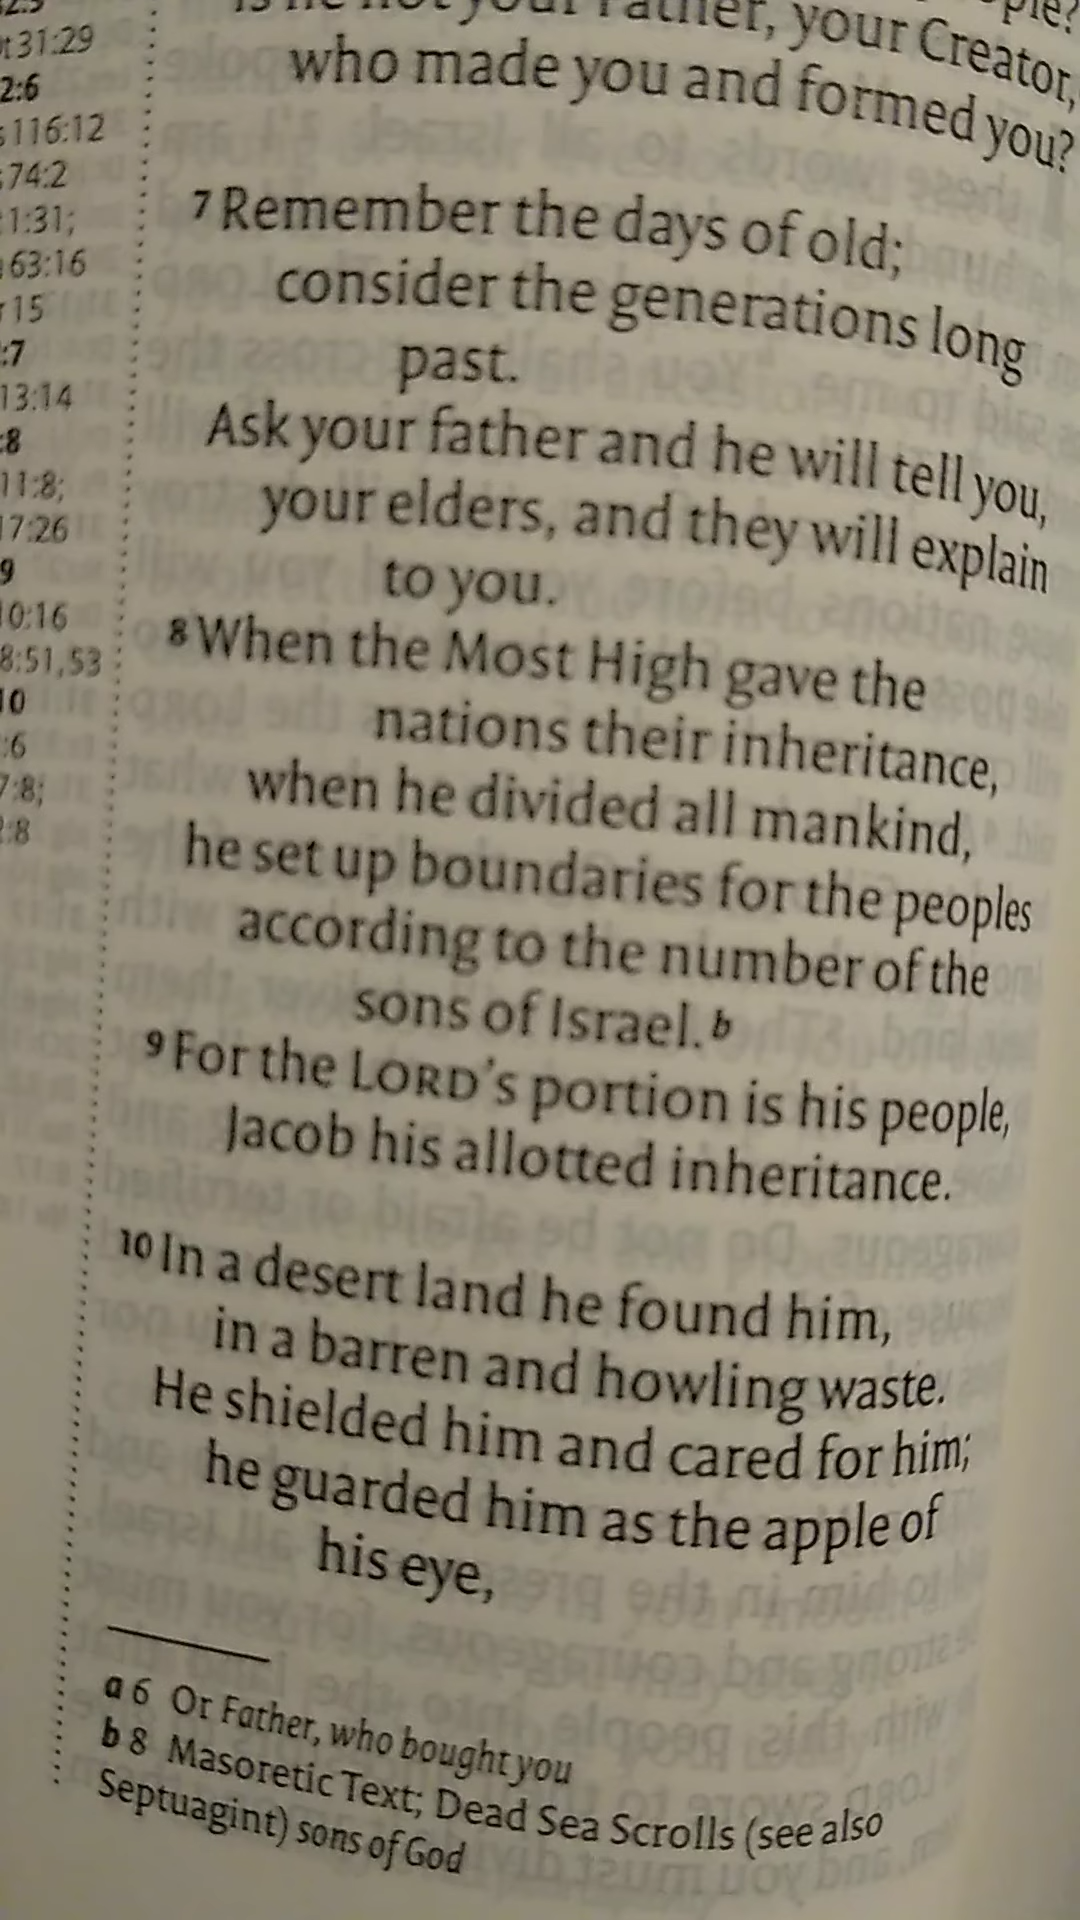 ople?
is he not your Father, your Creator,
who made you and formed you?
7 Remember the days of old;
consider the generations long
past.
Ask your father and he will tell you,
your elders, and they will explain
to you.
8 When the Most High gave the
nations their inheritance,
when he divided all mankind,
he set up boundaries for the peoples
according to the number of the
sons of Israel. b
9 For the LORD's portion is his people,
Jacob his allotted inheritance.
10 In a desert land he found him,
in a barren and howling waste.
He shielded him and cared for him;
he guarded him as the apple of
his eye,
a 6 Or Father, who bought you
b 8 Masoretic Text; Dead Sea Scrolls (see also
Septuagint) sons of God
31:29
2:6
116:12
74:2
1:31;
63:16
15
:7
13:14
:8
11:8;
17:26
9
0:16
8:51,53
10
:6
7:8;
:8